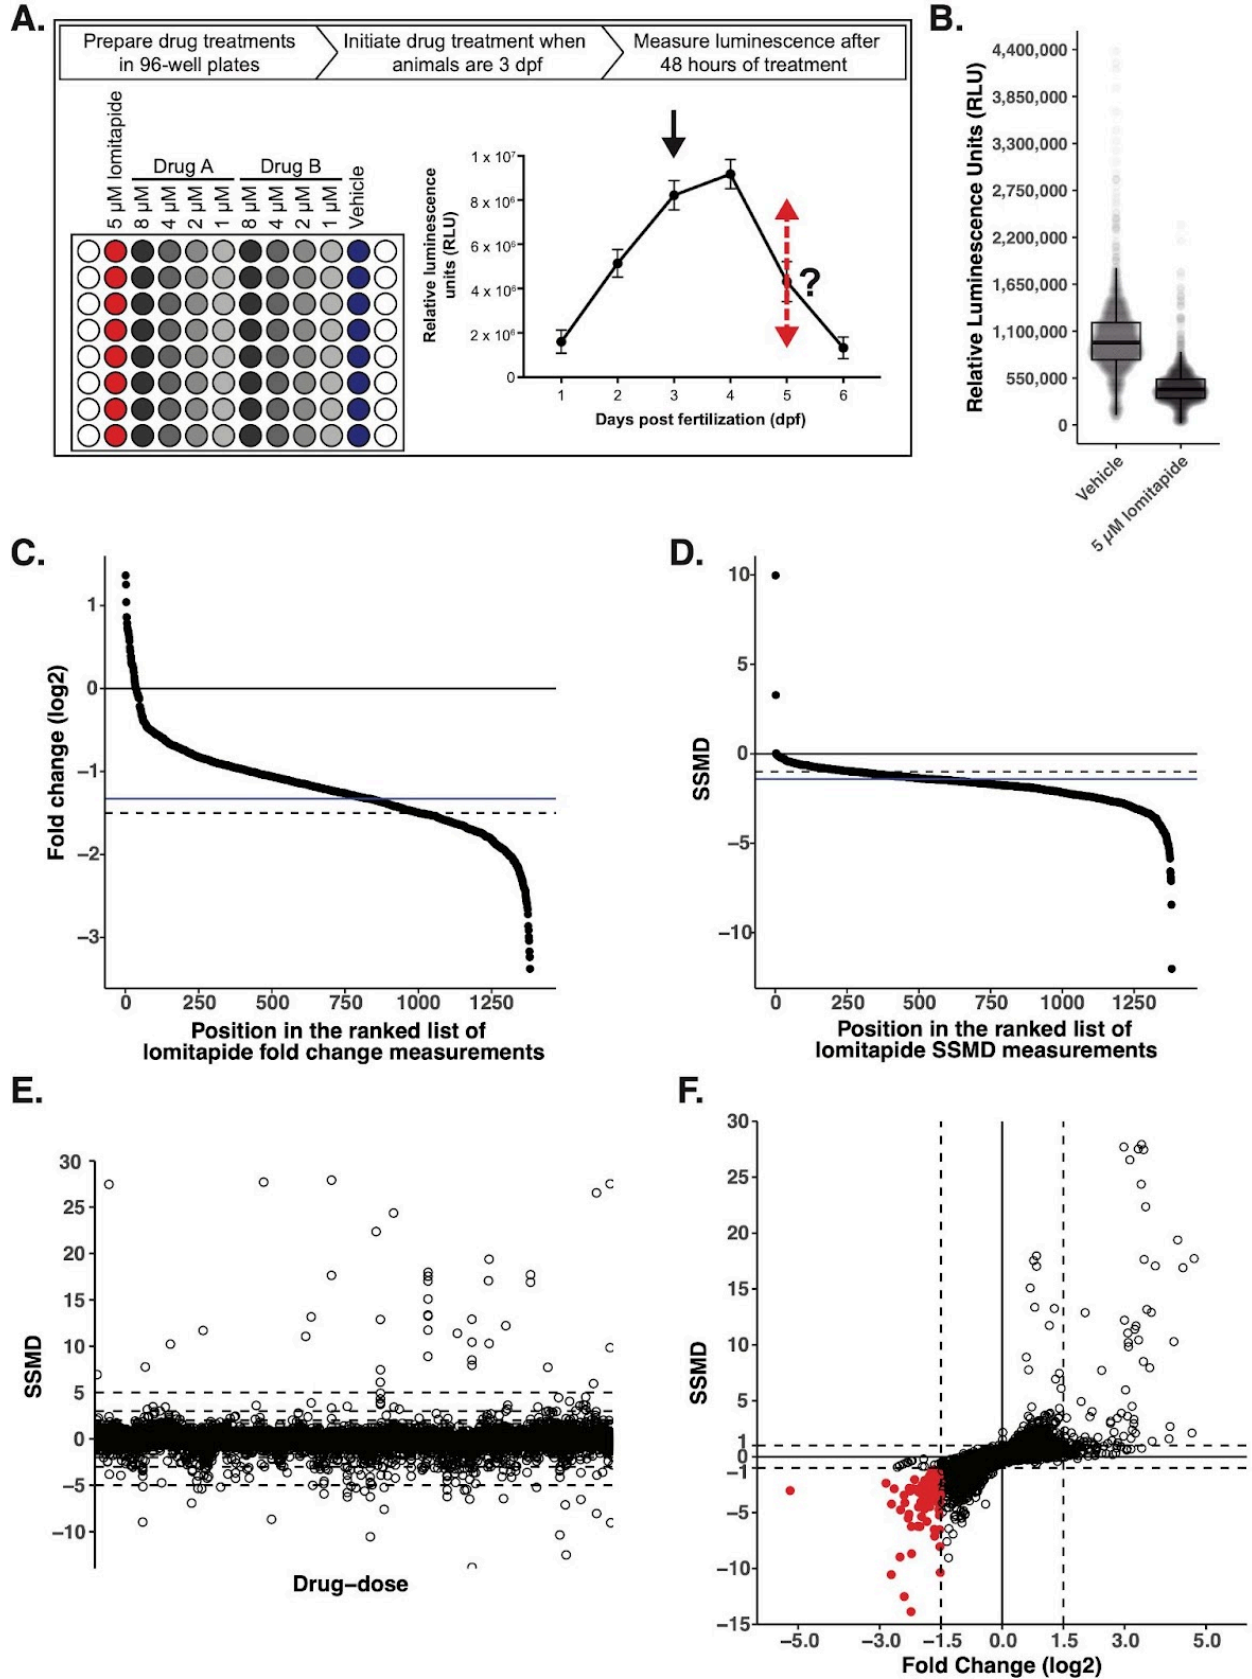 A.
Prepare drug treatments
in 96-well plates
Initiate drug treatment when
animals are 3 dpf
Measure luminescence after
48 hours of treatment
5 µM lomitapide
Drug A
8 µM
4 µM
2 µM
1 µM
Drug B
8 µM
4 µM
2 µM
1 µM
Vehicle
Relative luminescence
units (RLU)
1 x 10⁷
8 x 10⁶
6 x 10⁶
4 x 10⁶
2 x 10⁶
0
?
1 2 3 4 5 6
Days post fertilization (dpf)
B.
Relative Luminescence Units (RLU)
4,400,000
3,850,000
3,300,000
2,750,000
2,200,000
1,650,000
1,100,000
550,000
0
Vehicle
5 µM lomitapide
C.
Fold change (log2)
1
0
−1
−2
−3
0 250 500 750 1000 1250
Position in the ranked list of
lomitapide fold change measurements
D.
SSMD
10
5
0
−5
−10
0 250 500 750 1000 1250
Position in the ranked list of
lomitapide SSMD measurements
E.
SSMD
30
25
20
15
10
5
0
−5
−10
Drug−dose
F.
SSMD
30
25
20
15
10
5
1
0
−1
−5
−10
−15
−5.0 −3.0 −1.5 0.0 1.5 3.0 5.0
Fold Change (log2)